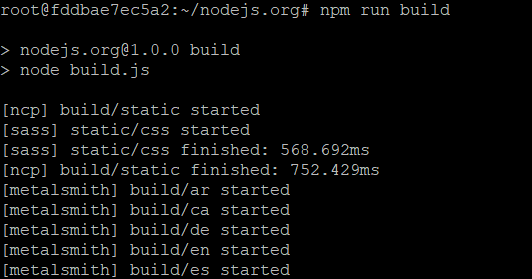 root@fddbae7ec5a2:~/nodejs.org# npm run build
> nodejs.org@1.0.0 build
> node build.js
[ncp] build/static started
[sass] static/css started
[sass] static/css finished: 568.692ms
[ncp] build/static finished: 752.429ms
[metalsmith] build/ar started
[metalsmith] build/ca started
[metalsmith] build/de started
[metalsmith] build/en started
[metalsmith] build/es started